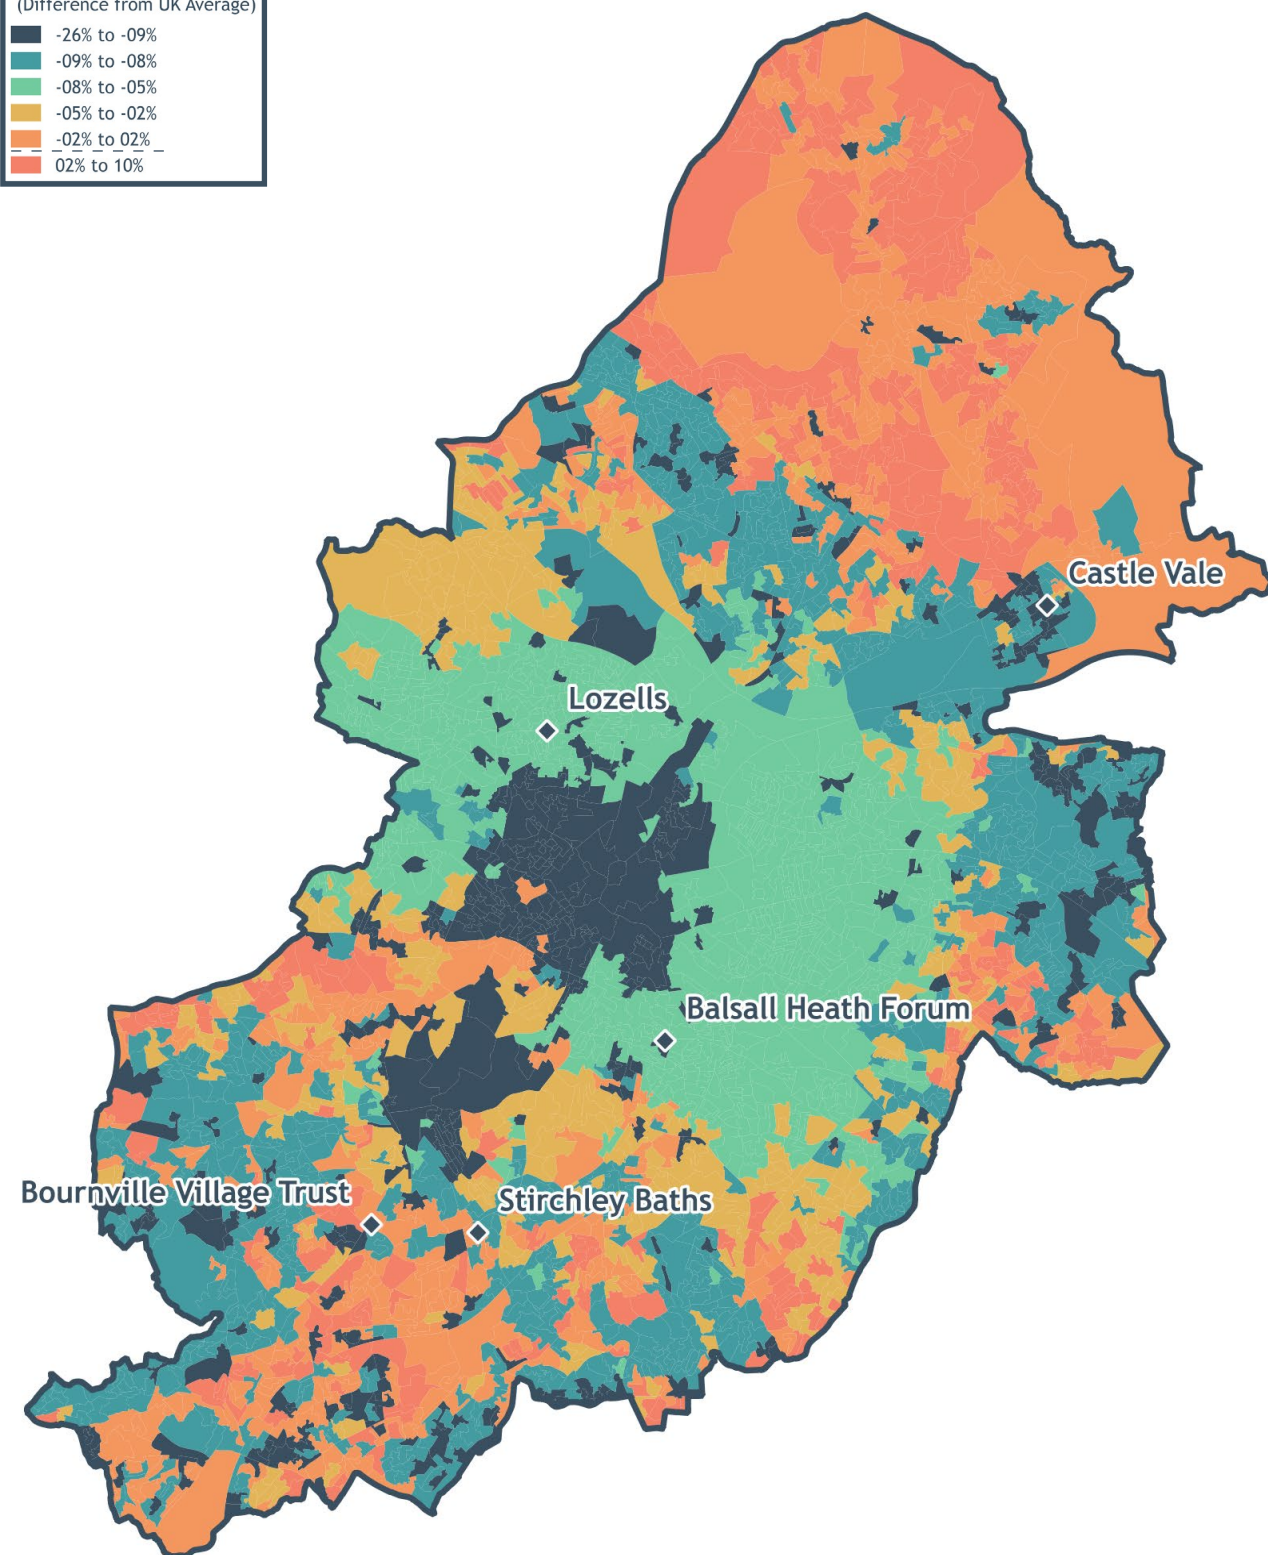 (Difference from UK Average)
-26% to -09%
-09% to -08%
-08% to -05%
-05% to -02%
-02% to 02%
02% to 10%
Castle Vale
Lozells
Balsall Heath Forum
Bournville Village Trust
Stirchley Baths